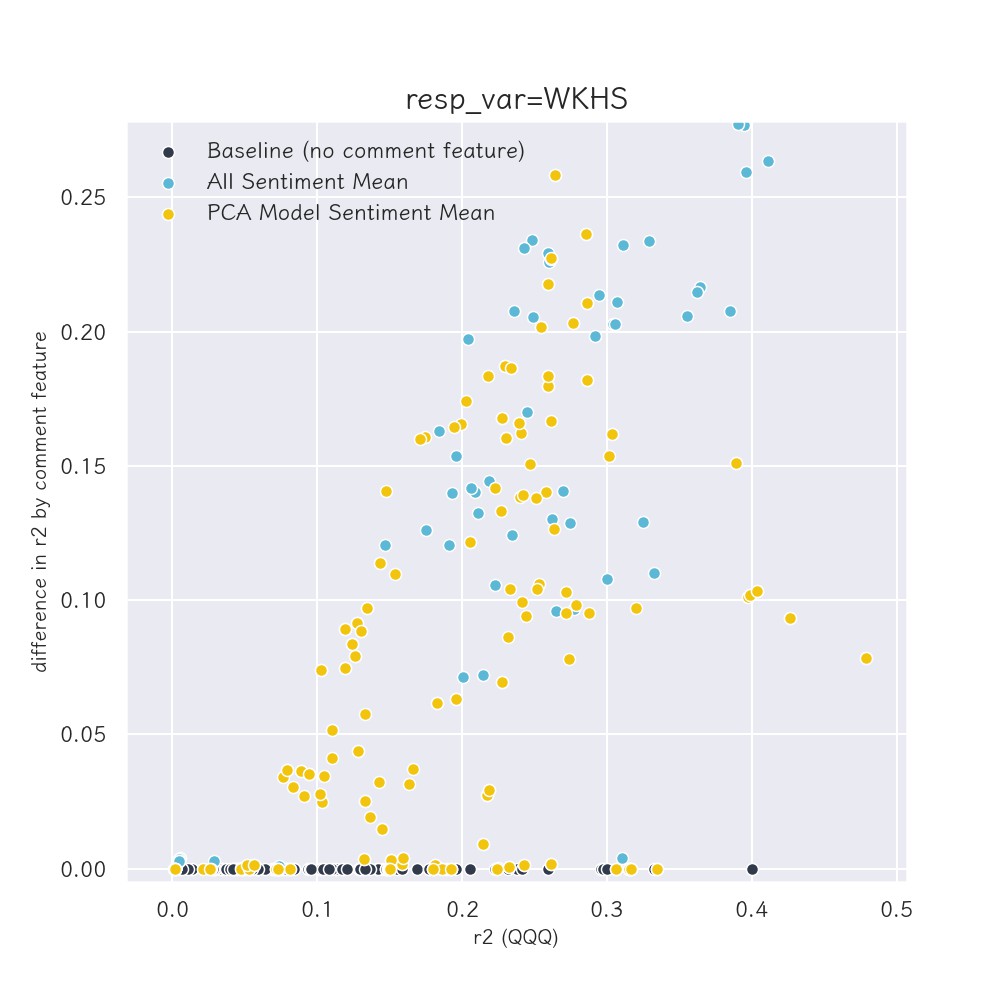 resp_var=WKHS
Baseline (no comment feature)
All Sentiment Mean
PCA Model Sentiment Mean
difference in r2 by comment feature
0.25
0.20
0.15
0.10
0.05
0.00
0.0 0.1 0.2 0.3 0.4 0.5
r2 (QQQ)